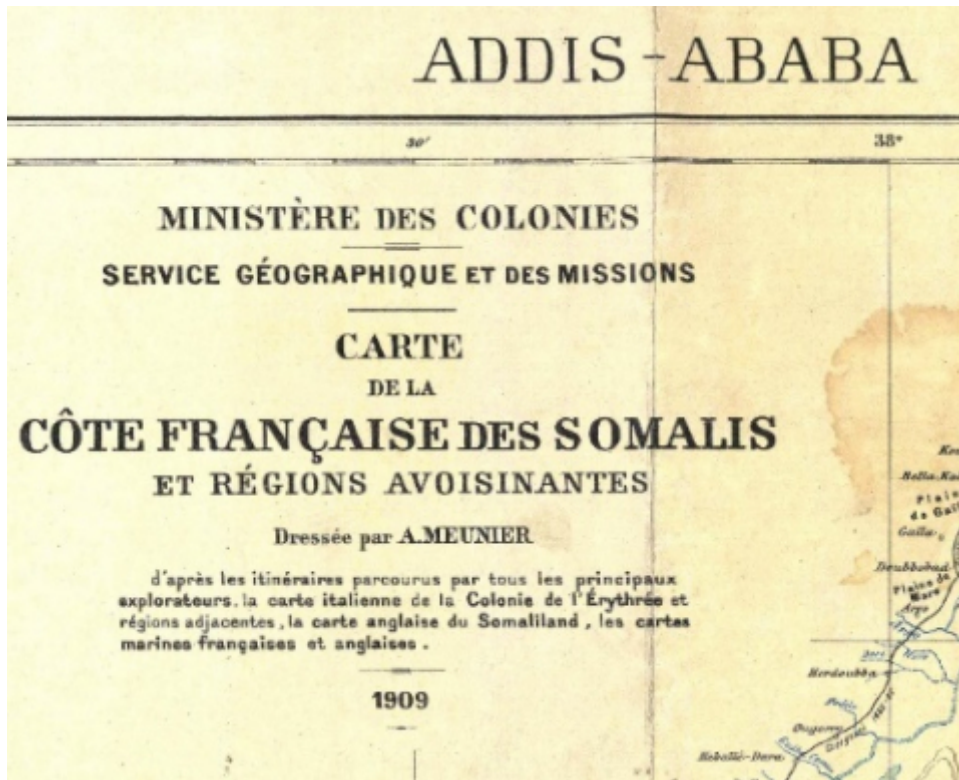 ADDIS-ABABA
30' 38°
MINISTÈRE DES COLONIES
SERVICE GÉOGRAPHIQUE ET DES MISSIONS
CARTE
DE LA
CÔTE FRANÇAISE DES SOMALIS
ET RÉGIONS AVOISINANTES
Dressée par A.MEUNIER
d'après les itinéraires parcourus par tous les principaux
explorateurs, la carte italienne de la Colonie de l'Érythrée et
régions adjacentes, la carte anglaise du Somaliland, les cartes
marines françaises et anglaises.
1909
Galla
Herdoubba